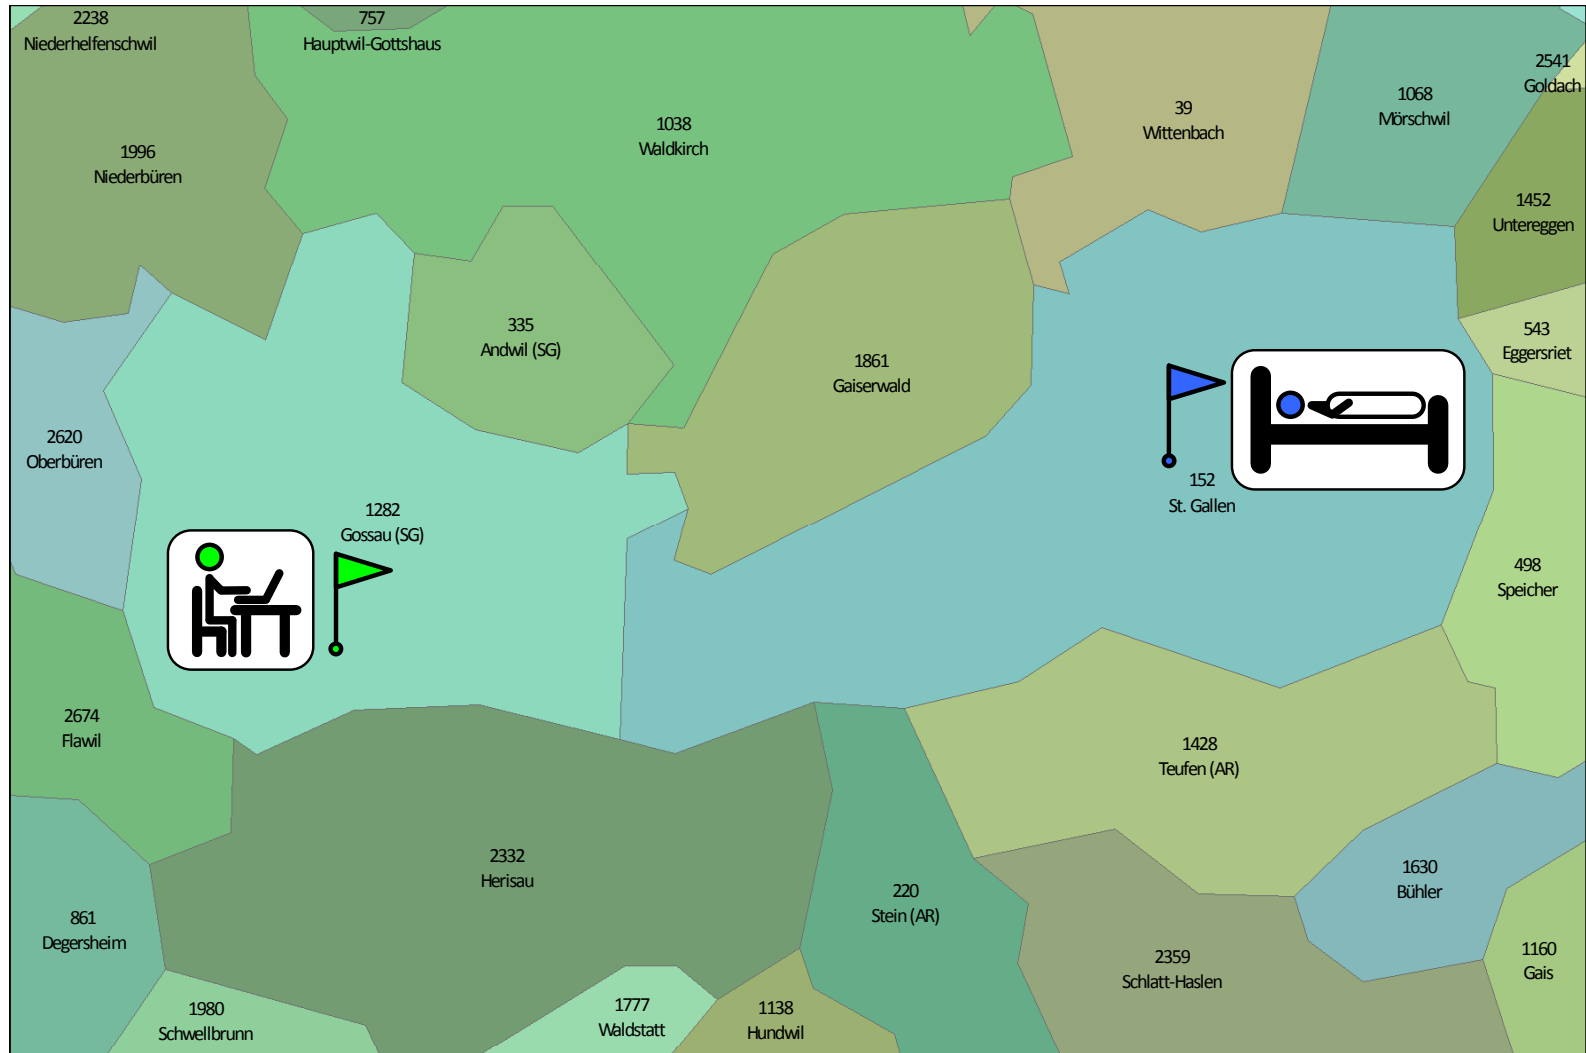 2238
Niederhelfenschwil
757
Hauptwil-Gottshaus
2541
Goldach
1068
Mörschwil
39
Wittenbach
1038
Waldkirch
1996
Niederbüren
1452
Untereggen
335
Andwil (SG)
543
Eggersriet
1861
Gaiserwald
2620
Oberbüren
152
St. Gallen
1282
Gossau (SG)
498
Speicher
2674
Flawil
1428
Teufen (AR)
2332
Herisau
1630
Bühler
220
Stein (AR)
861
Degersheim
1160
Gais
2359
Schlatt-Haslen
1980
Schwellbrunn
1777
Waldstatt
1138
Hundwil